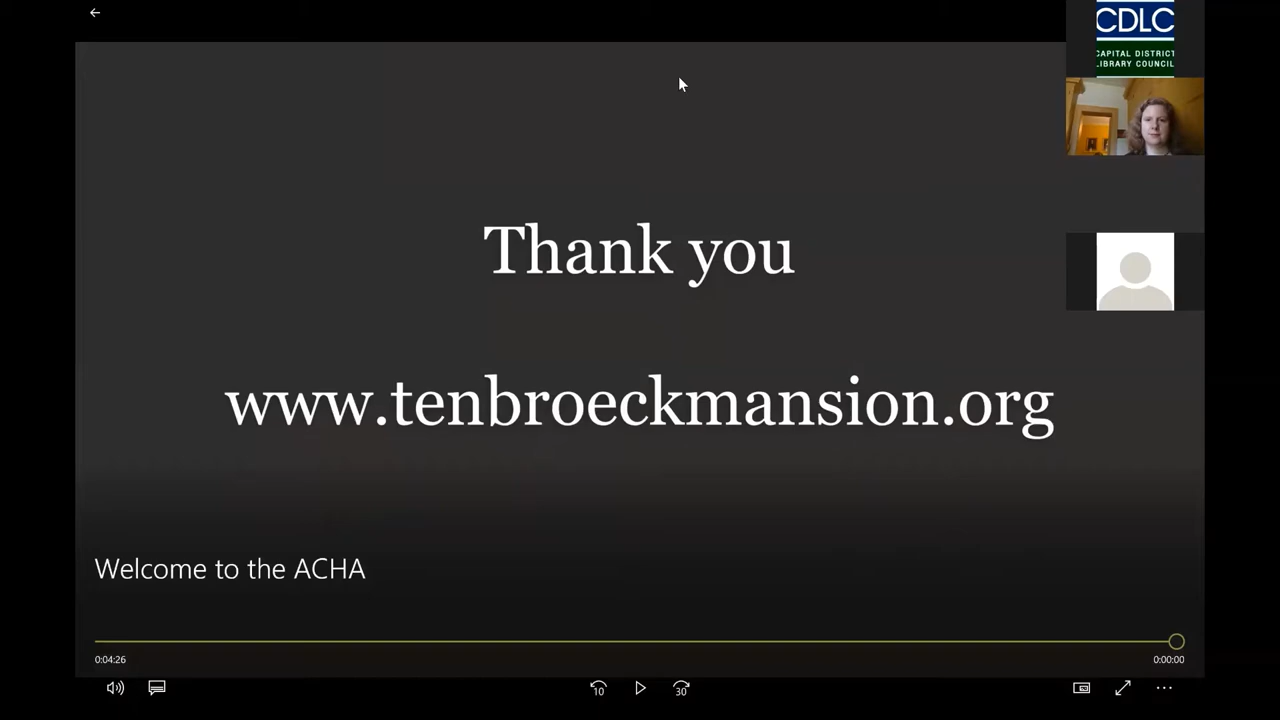 CDLC
CAPITAL DISTRICT
LIBRARY COUNCIL
Thank you
www.tenbroeckmansion.org
Welcome to the ACHA
0:04:26
0:00:00
10
30